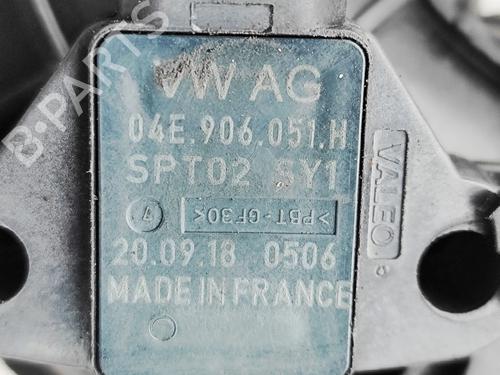 VW AG
04E.906.051.H
SPT02 SY1
>PBT-GF30<
20.09.18 0506
MADE IN FRANCE
VALEO
B-PARTS